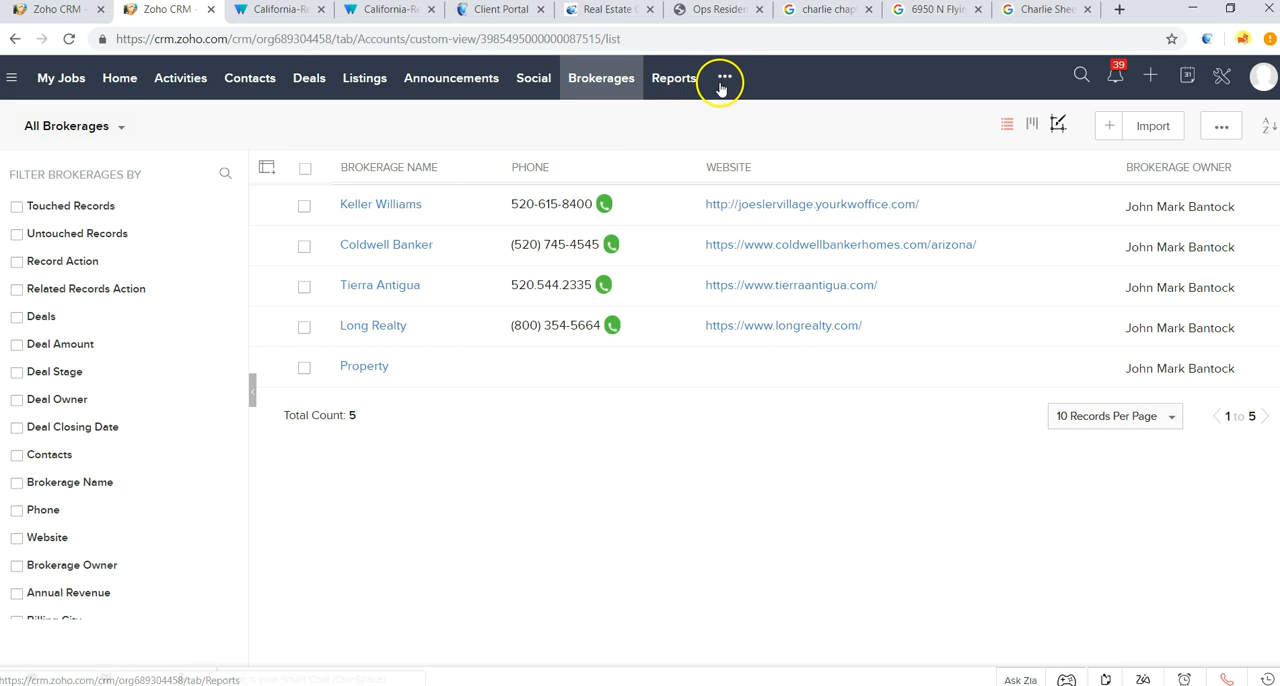 Zoho CRM -
Zoho CRM -
California-R
California-R
Client Portal
Real Estate
Ops Residen
charlie chap
6950 N Flyin
Charlie Shee
https://crm.zoho.com/crm/org689304458/tab/Accounts/custom-view/3985495000000087515/list
My Jobs Home Activities Contacts Deals Listings Announcements Social Brokerages Reports ...
39
31
All Brokerages
Import
...
FILTER BROKERAGES BY
Touched Records
Untouched Records
Record Action
Related Records Action
Deals
Deal Amount
Deal Stage
Deal Owner
Deal Closing Date
Contacts
Brokerage Name
Phone
Website
Brokerage Owner
Annual Revenue
Billing City
BROKERAGE NAME PHONE WEBSITE BROKERAGE OWNER
Keller Williams 520-615-8400 http://joeslervillage.yourkwoffice.com/ John Mark Bantock
Coldwell Banker (520) 745-4545 https://www.coldwellbankerhomes.com/arizona/ John Mark Bantock
Tierra Antigua 520.544.2335 https://www.tierraantigua.com/ John Mark Bantock
Long Realty (800) 354-5664 https://www.longrealty.com/ John Mark Bantock
Property John Mark Bantock
Total Count: 5
10 Records Per Page
1 to 5
https://crm.zoho.com/crm/org689304458/tab/Reports
Ask Zia